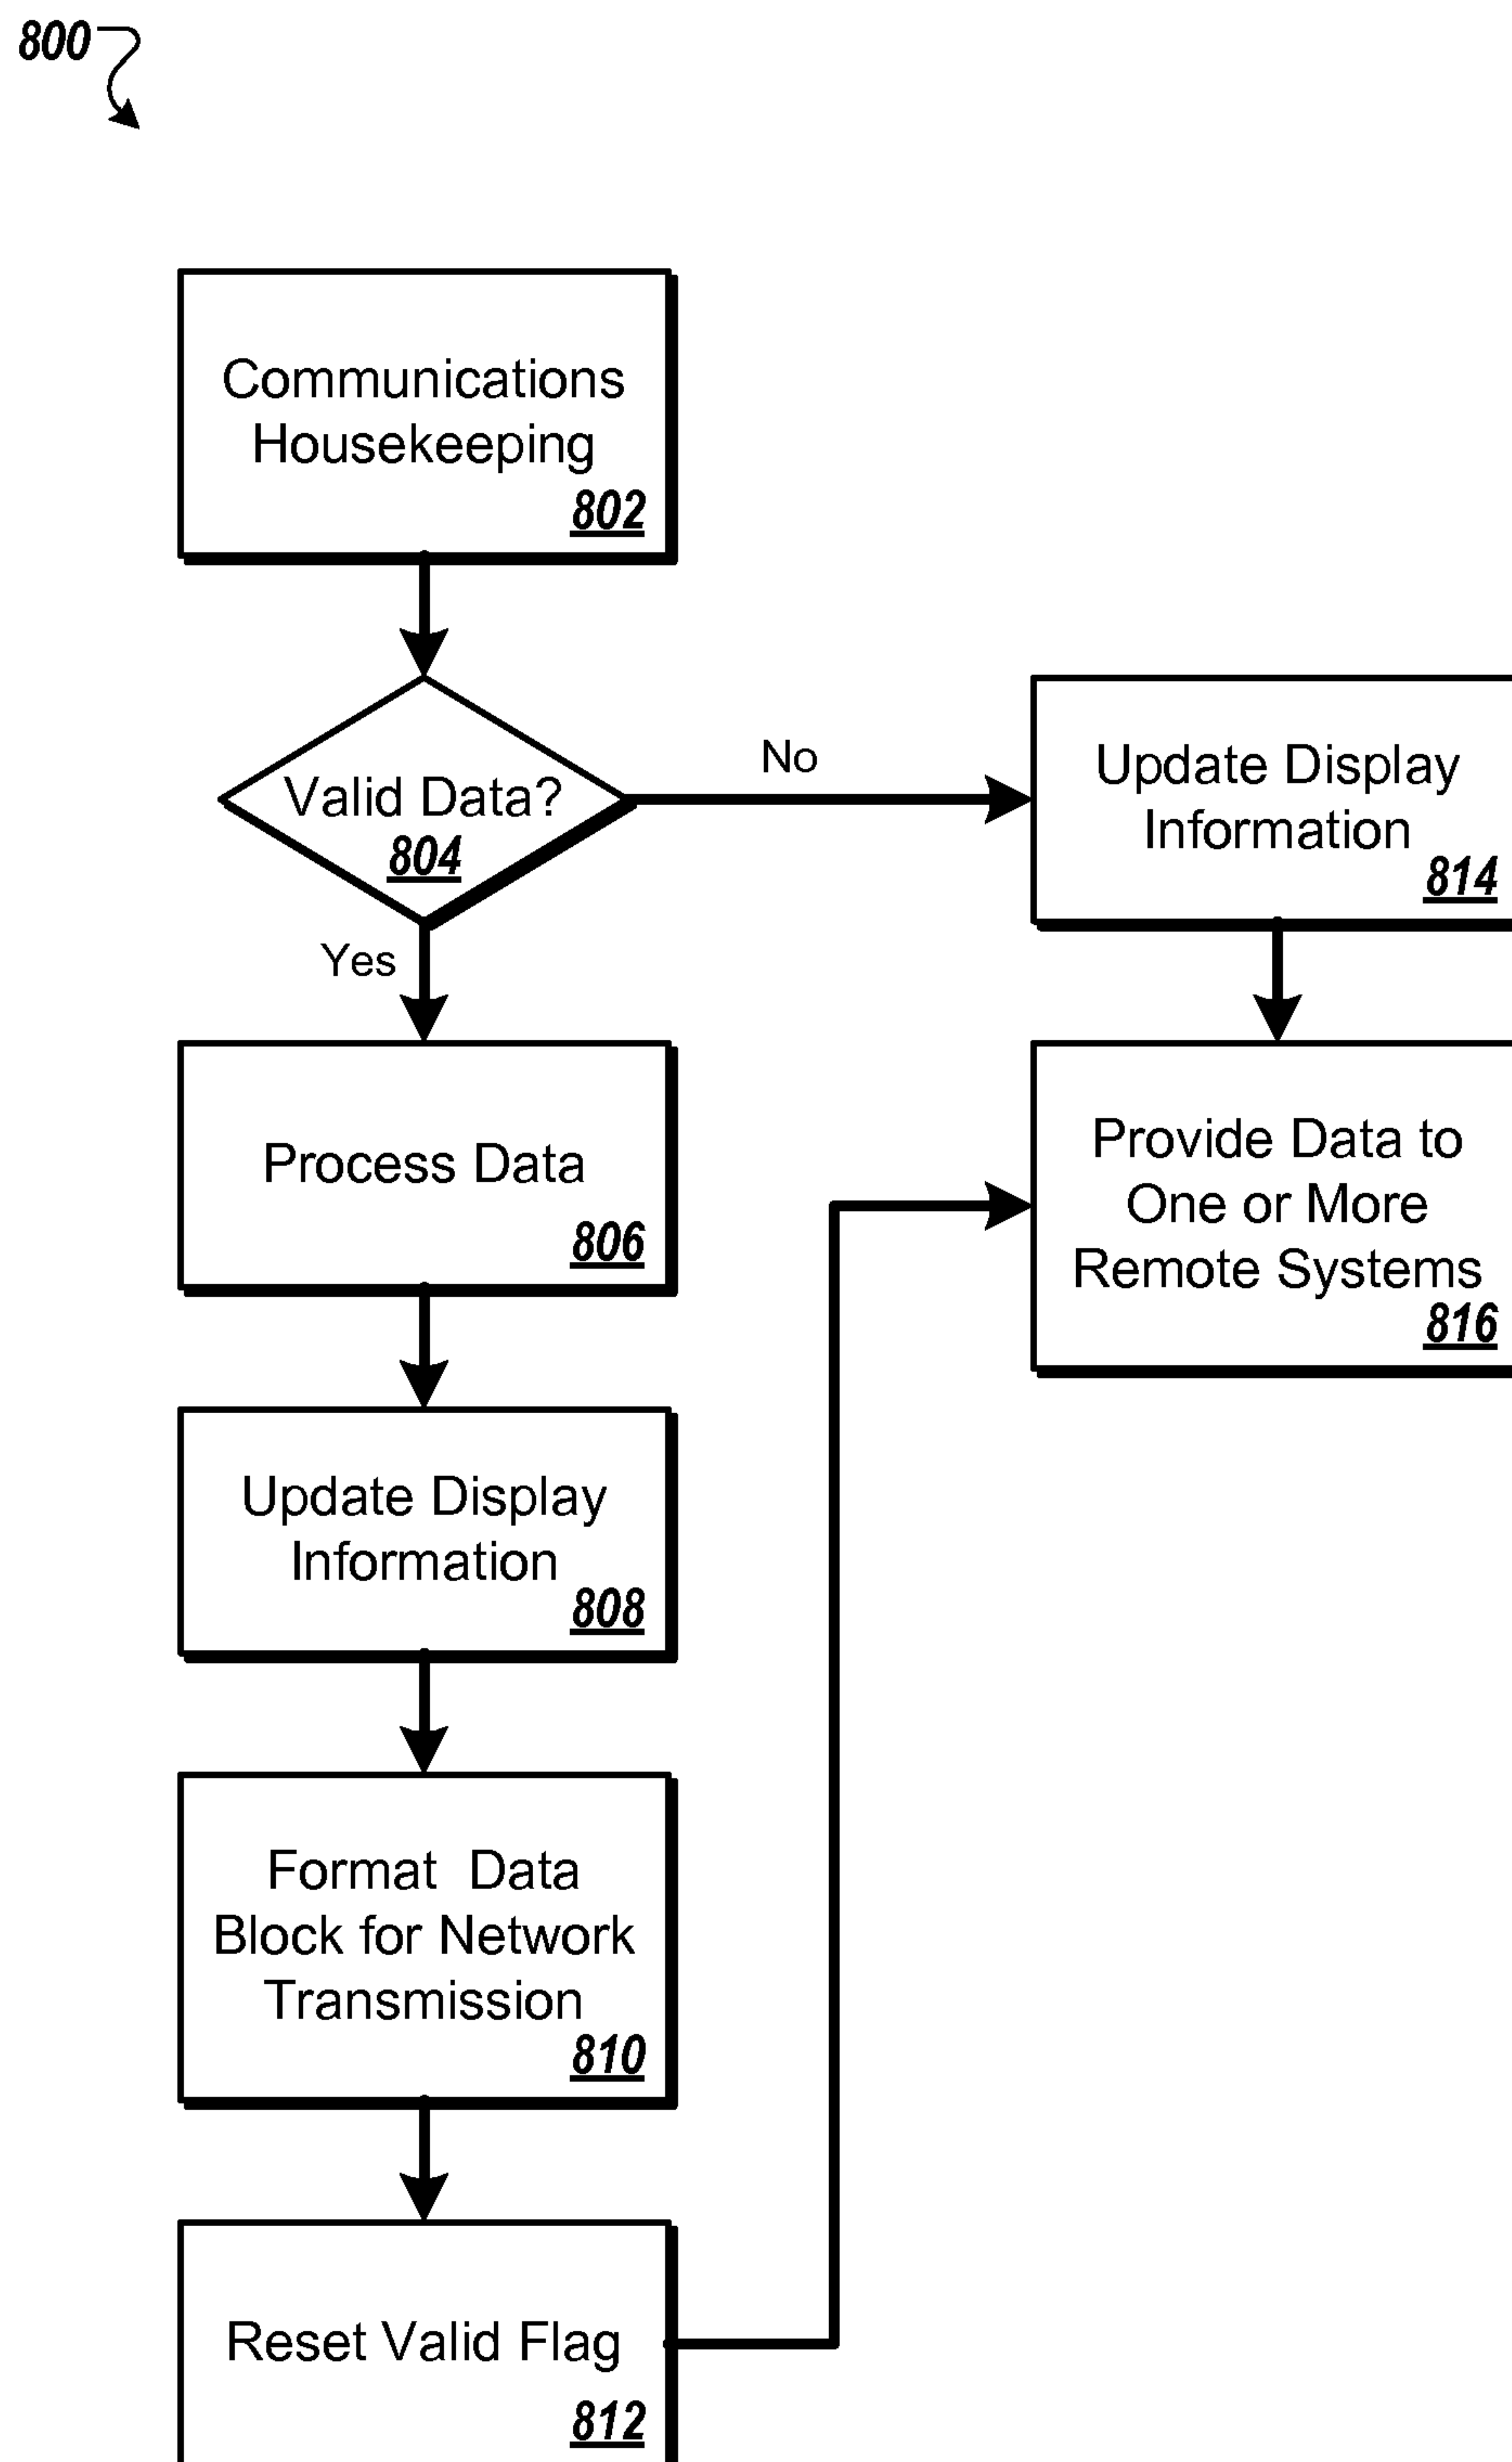 800
Communications
Housekeeping
802
Valid Data?
804
No
Yes
Update Display
Information
814
Process Data
806
Provide Data to
One or More
Remote Systems
816
Update Display
Information
808
Format Data
Block for Network
Transmission
810
Reset Valid Flag
812